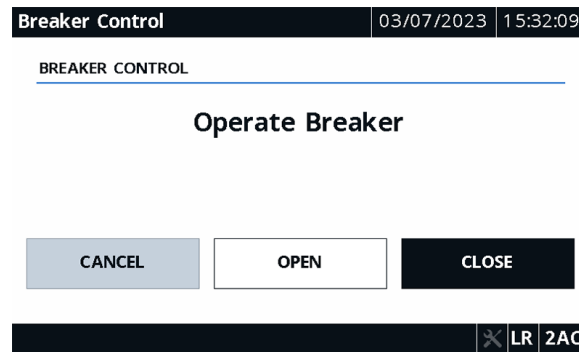 Breaker Control 03/07/2023 15:32:09
BREAKER CONTROL
Operate Breaker
CANCEL OPEN CLOSE
LR 2AC